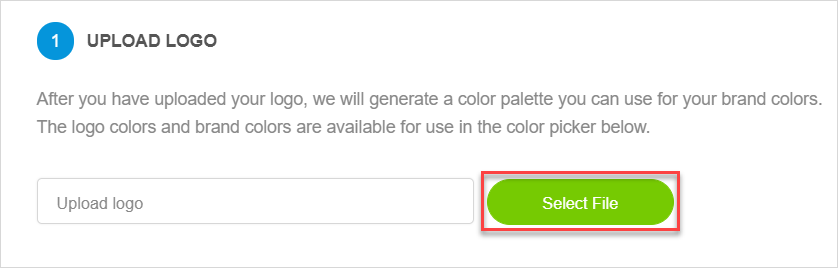 1 UPLOAD LOGO
After you have uploaded your logo, we will generate a color palette you can use for your brand colors.
The logo colors and brand colors are available for use in the color picker below.
Upload logo
Select File